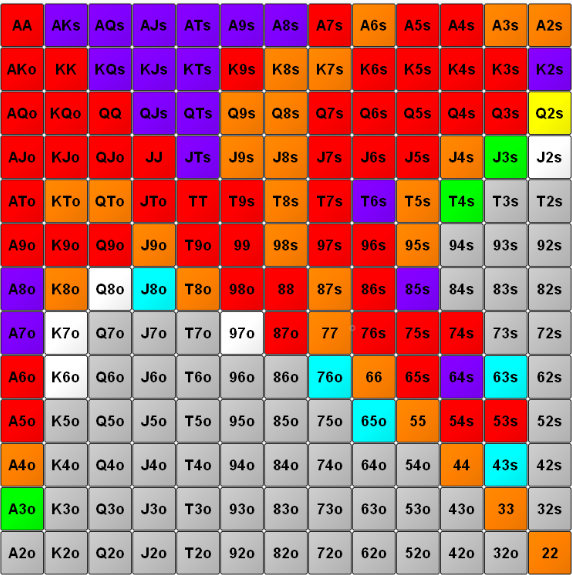 AA AKs AQs AJs ATs A9s A8s A7s A6s A5s A4s A3s A2s
AKo KK KQs KJs KTs K9s K8s K7s K6s K5s K4s K3s K2s
AQo KQo QQ QJs QTs Q9s Q8s Q7s Q6s Q5s Q4s Q3s Q2s
AJo KJo QJo JJ JTs J9s J8s J7s J6s J5s J4s J3s J2s
ATo KTo QTo JTo TT T9s T8s T7s T6s T5s T4s T3s T2s
A9o K9o Q9o J9o T9o 99 98s 97s 96s 95s 94s 93s 92s
A8o K8o Q8o J8o T8o 98o 88 87s 86s 85s 84s 83s 82s
A7o K7o Q7o J7o T7o 97o 87o 77 76s 75s 74s 73s 72s
A6o K6o Q6o J6o T6o 96o 86o 76o 66 65s 64s 63s 62s
A5o K5o Q5o J5o T5o 95o 85o 75o 65o 55 54s 53s 52s
A4o K4o Q4o J4o T4o 94o 84o 74o 64o 54o 44 43s 42s
A3o K3o Q3o J3o T3o 93o 83o 73o 63o 53o 43o 33 32s
A2o K2o Q2o J2o T2o 92o 82o 72o 62o 52o 42o 32o 22